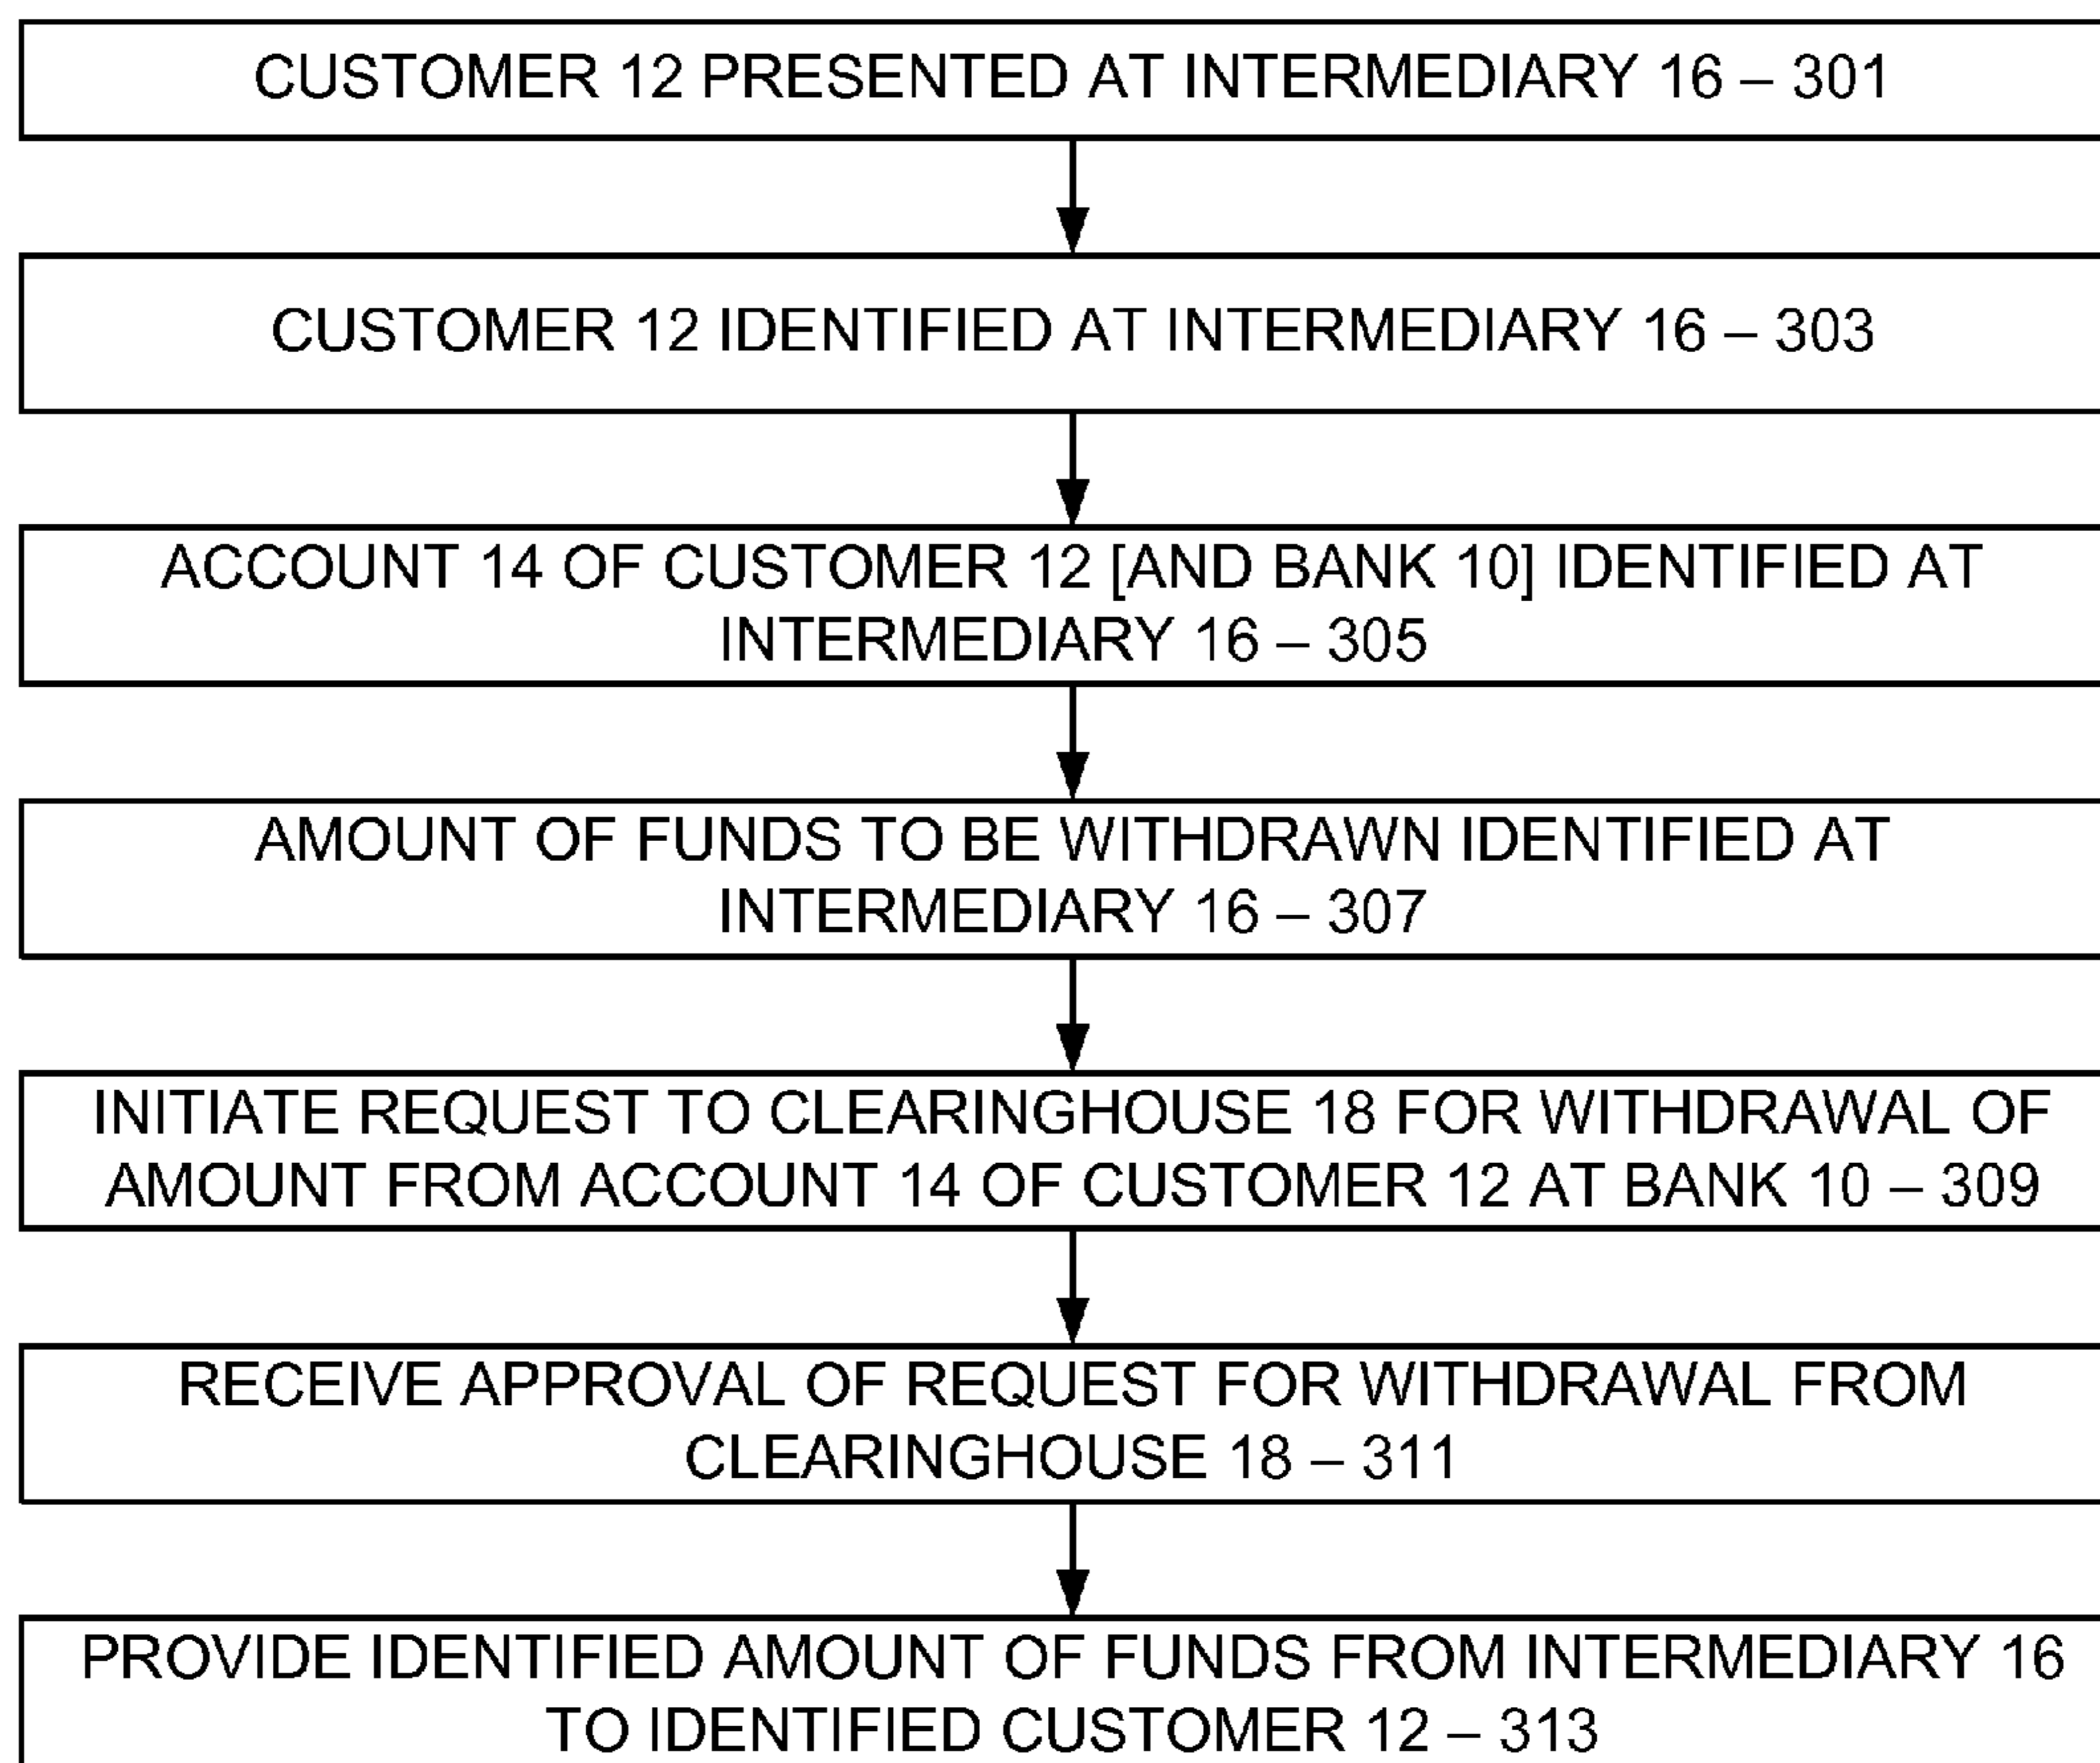 CUSTOMER 12 PRESENTED AT INTERMEDIARY 16 – 301
CUSTOMER 12 IDENTIFIED AT INTERMEDIARY 16 – 303
ACCOUNT 14 OF CUSTOMER 12 [AND BANK 10] IDENTIFIED AT
INTERMEDIARY 16 – 305
AMOUNT OF FUNDS TO BE WITHDRAWN IDENTIFIED AT
INTERMEDIARY 16 – 307
INITIATE REQUEST TO CLEARINGHOUSE 18 FOR WITHDRAWAL OF
AMOUNT FROM ACCOUNT 14 OF CUSTOMER 12 AT BANK 10 – 309
RECEIVE APPROVAL OF REQUEST FOR WITHDRAWAL FROM
CLEARINGHOUSE 18 – 311
PROVIDE IDENTIFIED AMOUNT OF FUNDS FROM INTERMEDIARY 16
TO IDENTIFIED CUSTOMER 12 – 313